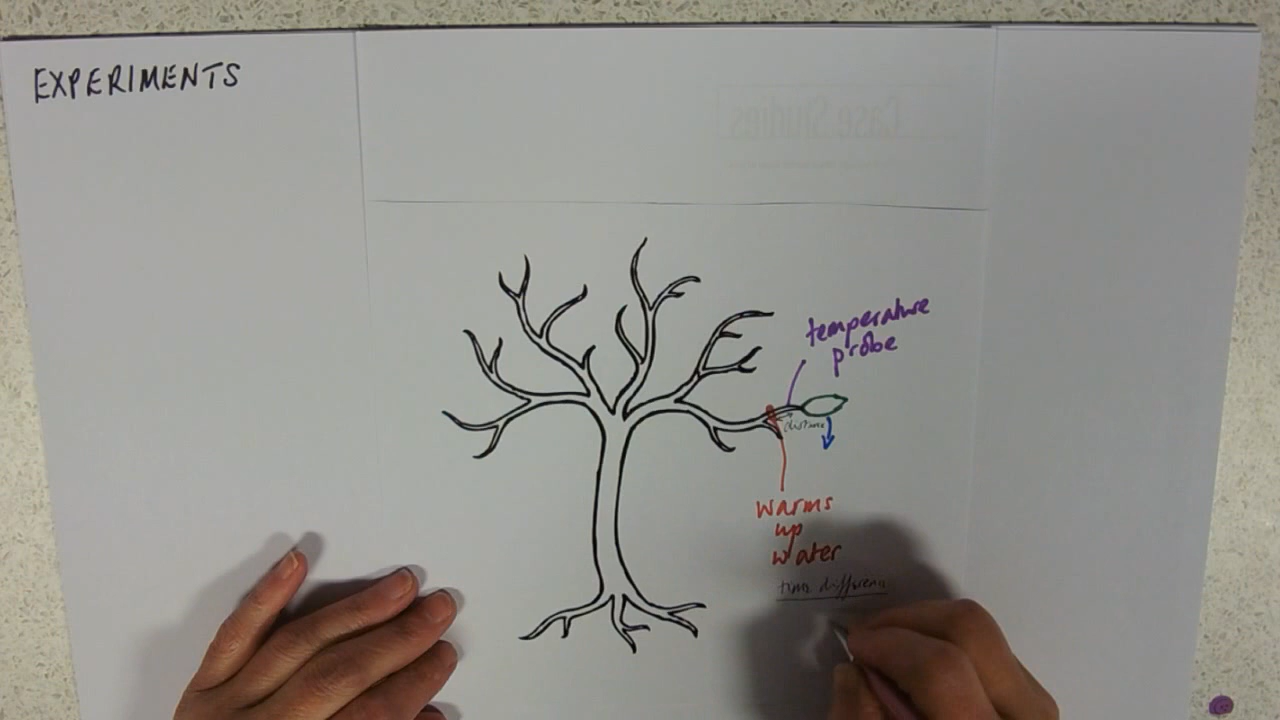 EXPERIMENTS
temperature
probe
distance
warms
up
water
time difference